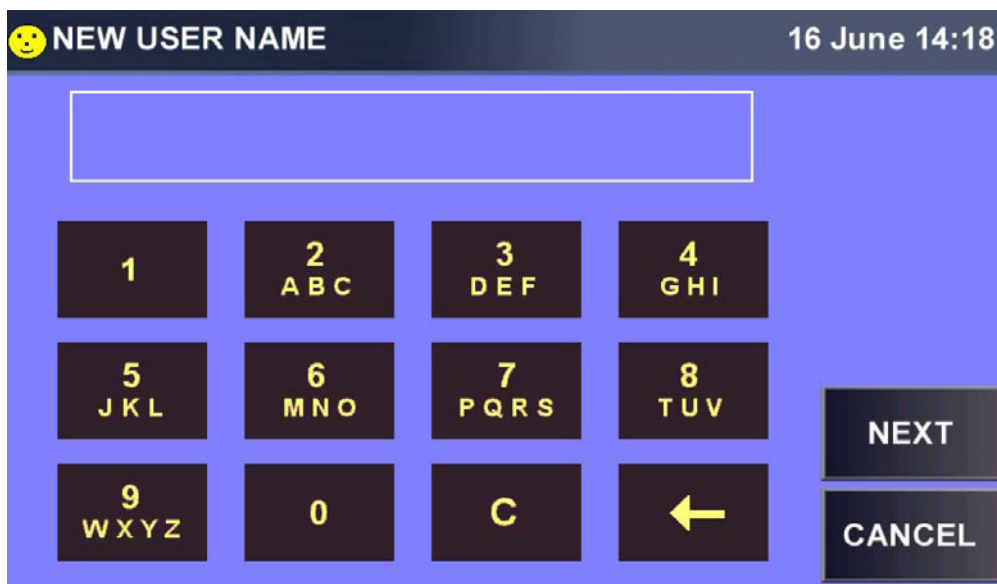 NEW USER NAME 16 June 14:18
1 2 3 4
ABC DEF GHI
5 6 7 8
JKL MNO PQRS TUV
NEXT
9 0 C
WXYZ
CANCEL